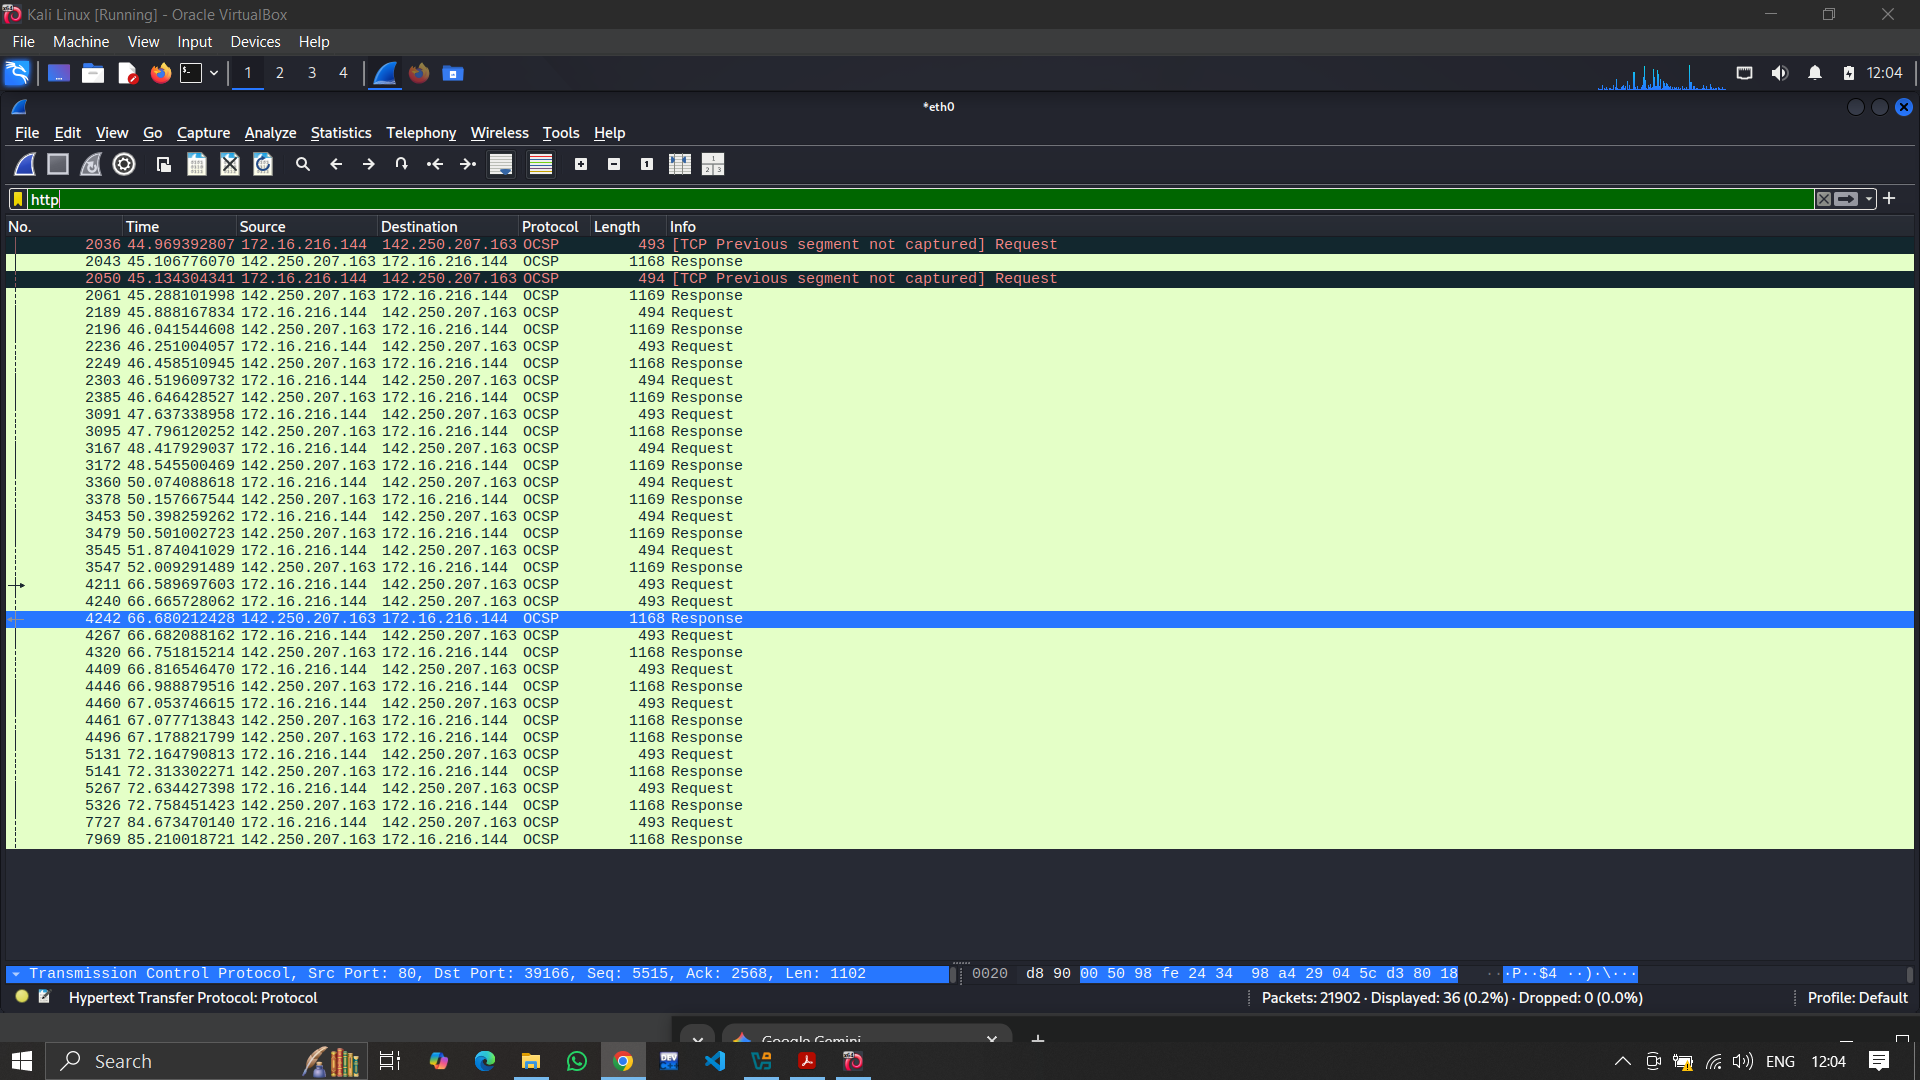 Kali Linux [Running] - Oracle VirtualBox
File Machine View Input Devices Help
1 2 3 4 12:04
*eth0
File Edit View Go Capture Analyze Statistics Telephony Wireless Tools Help
http
No. Time Source Destination Protocol Length Info
2036 44.969392807 172.16.216.144 142.250.207.163 OCSP 493 [TCP Previous segment not captured] Request
2043 45.106776070 142.250.207.163 172.16.216.144 OCSP 1168 Response
2050 45.134304341 172.16.216.144 142.250.207.163 OCSP 494 [TCP Previous segment not captured] Request
2061 45.288101998 142.250.207.163 172.16.216.144 OCSP 1169 Response
2189 45.888167834 172.16.216.144 142.250.207.163 OCSP 494 Request
2196 46.041544608 142.250.207.163 172.16.216.144 OCSP 1169 Response
2236 46.251004057 172.16.216.144 142.250.207.163 OCSP 493 Request
2249 46.458510945 142.250.207.163 172.16.216.144 OCSP 1168 Response
2303 46.519609732 172.16.216.144 142.250.207.163 OCSP 494 Request
2385 46.646428527 142.250.207.163 172.16.216.144 OCSP 1169 Response
3091 47.637338958 172.16.216.144 142.250.207.163 OCSP 493 Request
3095 47.796120252 142.250.207.163 172.16.216.144 OCSP 1168 Response
3167 48.417929037 172.16.216.144 142.250.207.163 OCSP 494 Request
3172 48.545500469 142.250.207.163 172.16.216.144 OCSP 1169 Response
3360 50.074088618 172.16.216.144 142.250.207.163 OCSP 494 Request
3378 50.157667544 142.250.207.163 172.16.216.144 OCSP 1169 Response
3453 50.398259262 172.16.216.144 142.250.207.163 OCSP 494 Request
3479 50.501002723 142.250.207.163 172.16.216.144 OCSP 1169 Response
3545 51.874041029 172.16.216.144 142.250.207.163 OCSP 494 Request
3547 52.009291489 142.250.207.163 172.16.216.144 OCSP 1169 Response
4211 66.589697603 172.16.216.144 142.250.207.163 OCSP 493 Request
4240 66.665728062 172.16.216.144 142.250.207.163 OCSP 493 Request
4242 66.680212428 142.250.207.163 172.16.216.144 OCSP 1168 Response
4267 66.682088162 172.16.216.144 142.250.207.163 OCSP 493 Request
4320 66.751815214 142.250.207.163 172.16.216.144 OCSP 1168 Response
4409 66.816546470 172.16.216.144 142.250.207.163 OCSP 493 Request
4446 66.988879516 142.250.207.163 172.16.216.144 OCSP 1168 Response
4460 67.053746615 172.16.216.144 142.250.207.163 OCSP 493 Request
4461 67.077713843 142.250.207.163 172.16.216.144 OCSP 1168 Response
4496 67.178821799 142.250.207.163 172.16.216.144 OCSP 1168 Response
5131 72.164790813 172.16.216.144 142.250.207.163 OCSP 493 Request
5141 72.313302271 142.250.207.163 172.16.216.144 OCSP 1168 Response
5267 72.634427398 172.16.216.144 142.250.207.163 OCSP 493 Request
5326 72.758451423 142.250.207.163 172.16.216.144 OCSP 1168 Response
7727 84.673470140 172.16.216.144 142.250.207.163 OCSP 493 Request
7969 85.210018721 142.250.207.163 172.16.216.144 OCSP 1168 Response
Transmission Control Protocol, Src Port: 80, Dst Port: 39166, Seq: 5515, Ack: 2568, Len: 1102 0020 d8 90 00 50 98 fe 24 34 98 a4 29 04 5c d3 80 18 ···P··$4 ··)·\···
Hypertext Transfer Protocol: Protocol Packets: 21902 · Displayed: 36 (0.2%) · Dropped: 0 (0.0%) Profile: Default
Google Gemini
Search ENG 12:04